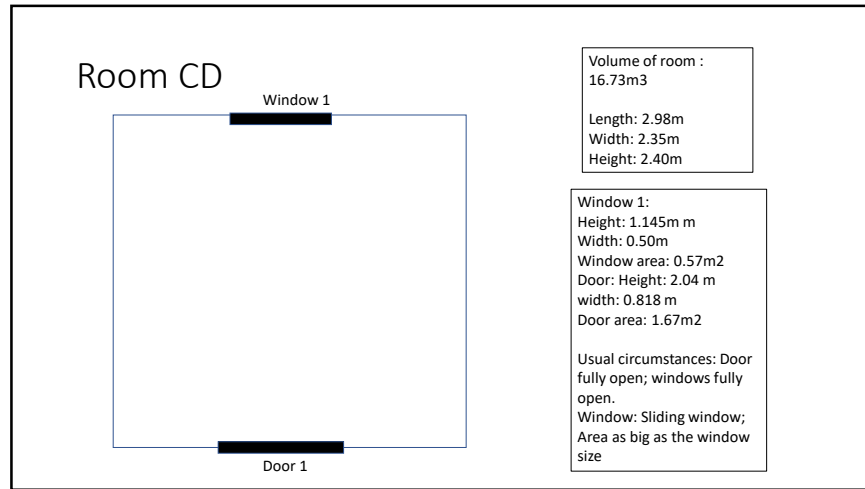 Room CD
Window 1
Door 1
Volume of room :
16.73m3
Length: 2.98m
Width: 2.35m
Height: 2.40m
Window 1:
Height: 1.145m m
Width: 0.50m
Window area: 0.57m2
Door: Height: 2.04 m
width: 0.818 m
Door area: 1.67m2
Usual circumstances: Door
fully open; windows fully
open.
Window: Sliding window;
Area as big as the window
size